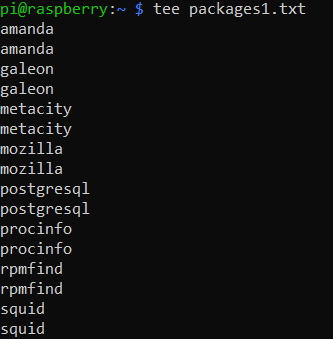 pi@raspberry:~ $ tee packages1.txt
amanda
amanda
galeon
galeon
metacity
metacity
mozilla
mozilla
postgresql
postgresql
procinfo
procinfo
rpmfind
rpmfind
squid
squid